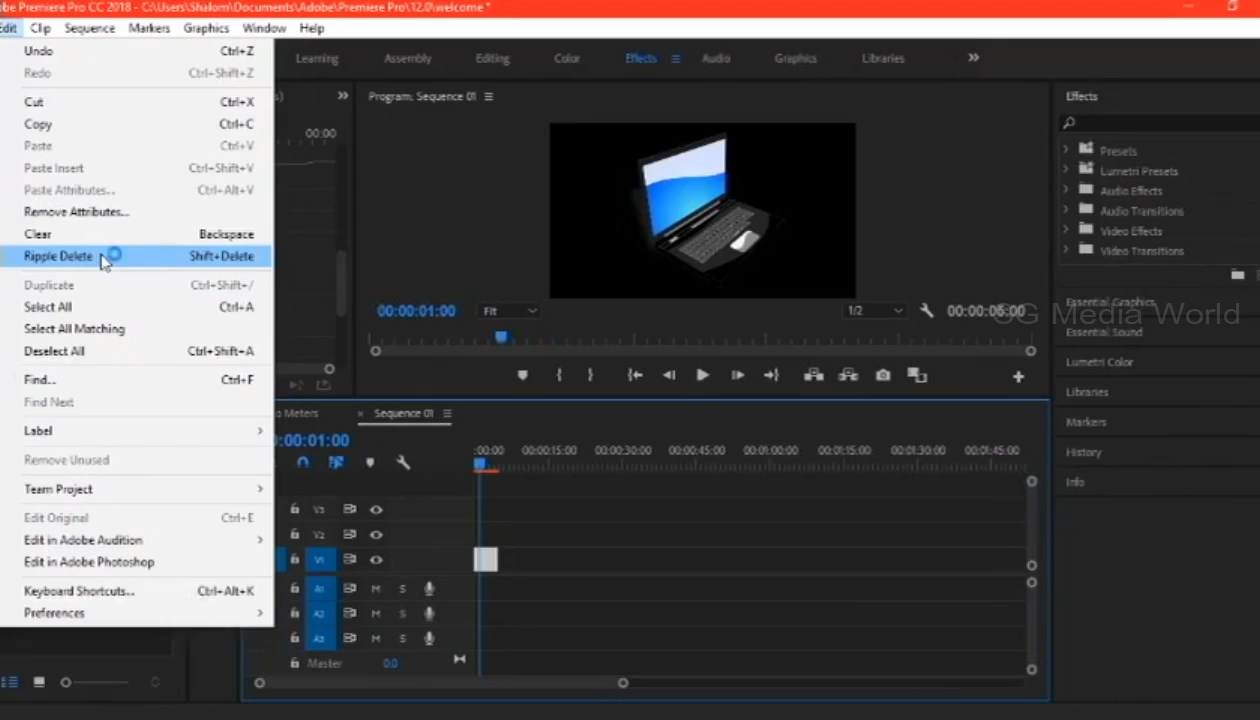 be Premiere Pro CC 2018 - C:\Users\Shalom\Documents\Adobe\Premiere Pro\12.0\welcome *
Edit Clip Sequence Markers Graphics Window Help
Undo Ctrl+Z
Redo Ctrl+Shift+Z
Cut Ctrl+X
Copy Ctrl+C
Paste Ctrl+V
Paste Insert Ctrl+Shift+V
Paste Attributes... Ctrl+Alt+V
Remove Attributes...
Clear Backspace
Ripple Delete Shift+Delete
Duplicate Ctrl+Shift+/
Select All Ctrl+A
Select All Matching
Deselect All Ctrl+Shift+A
Find... Ctrl+F
Find Next
Label
Remove Unused
Team Project
Edit Original Ctrl+E
Edit in Adobe Audition
Edit in Adobe Photoshop
Keyboard Shortcuts... Ctrl+Alt+K
Preferences
Learning Assembly Editing Color Effects Audio Graphics Libraries
Program: Sequence 01
00:00
00:00:01:00 Fit 1/2 00:00:05:00
Effects
Presets
Lumetri Presets
Audio Effects
Audio Transitions
Video Effects
Video Transitions
Essential Graphics
SG Media World
Essential Sound
Lumetri Color
Libraries
Markers
History
Info
o Meters Sequence 01
:00:01:00
:00:00 00:00:15:00 00:00:30:00 00:00:45:00 00:01:00:00 00:01:15:00 00:01:30:00 00:01:45:00
V3
V2
V1
A1 M S
A2 M S
A3 M S
Master 0.0